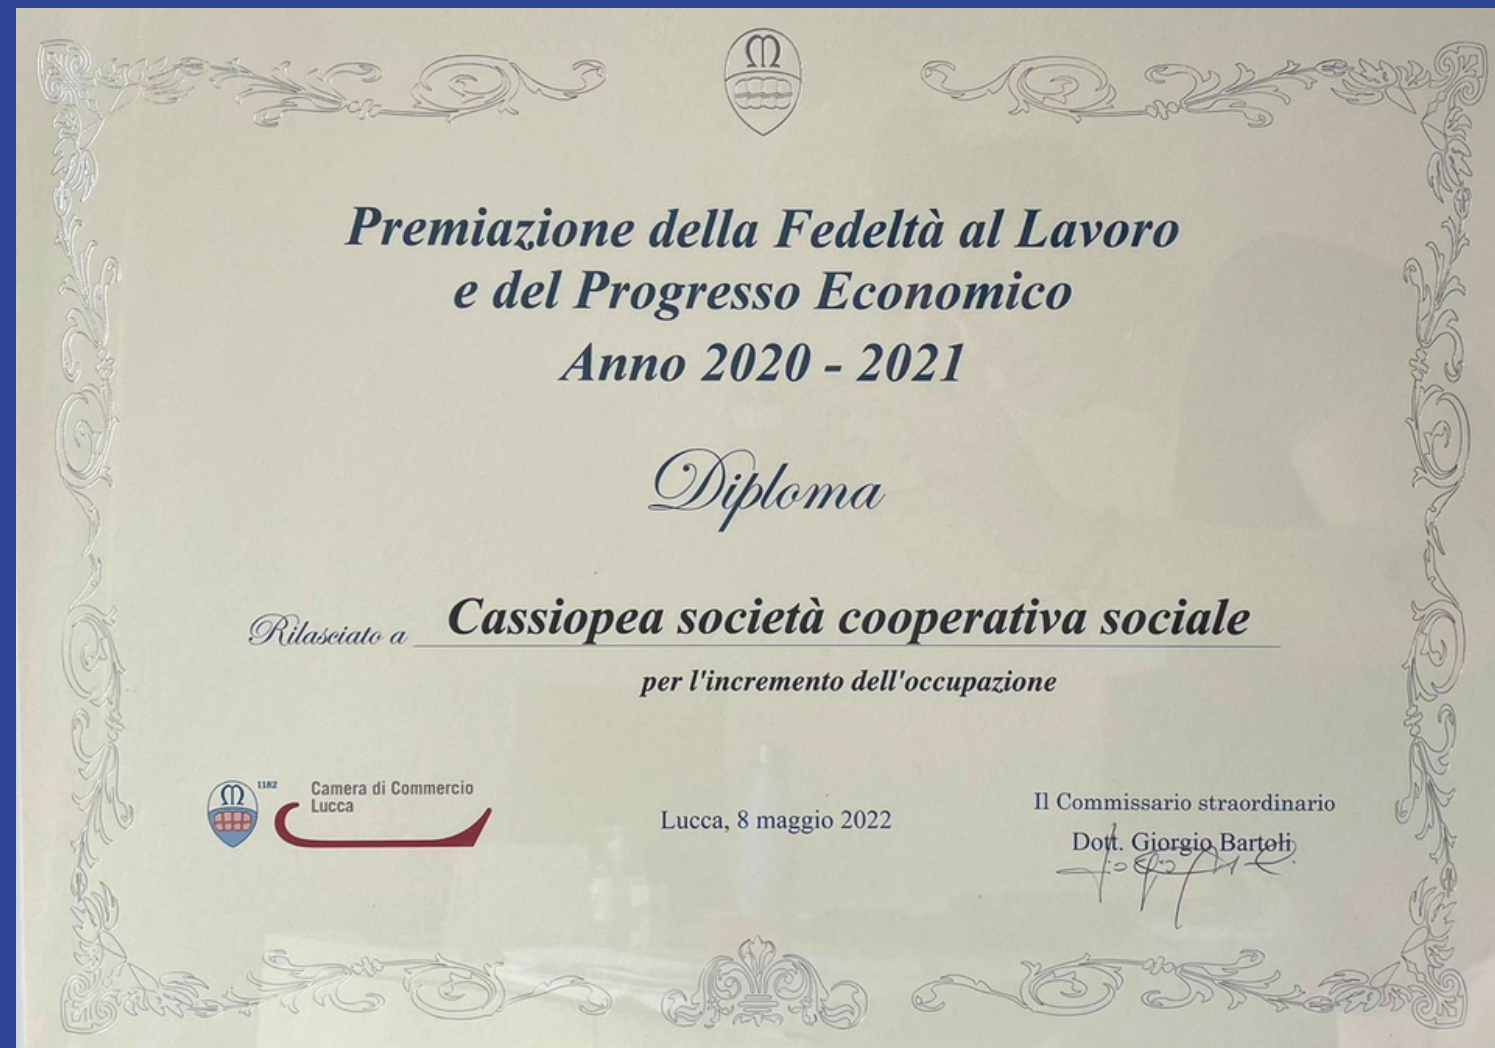 Premiazione della Fedeltà al Lavoro
e del Progresso Economico
Anno 2020 - 2021
Diploma
Rilasciato a Cassiopea società cooperativa sociale
per l'incremento dell'occupazione
1182
Camera di Commercio
Lucca
Lucca, 8 maggio 2022
Il Commissario straordinario
Dott. Giorgio Bartoli